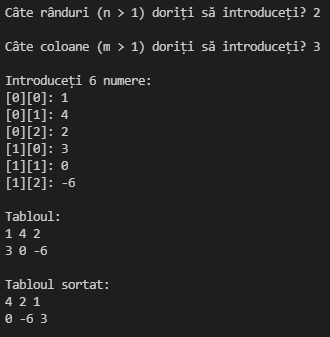 Câte rânduri (n > 1) doriți să introduceți? 2
Câte coloane (m > 1) doriți să introduceți? 3
Introduceți 6 numere:
[0][0]: 1
[0][1]: 4
[0][2]: 2
[1][0]: 3
[1][1]: 0
[1][2]: -6
Tabloul:
1 4 2
3 0 -6
Tabloul sortat:
4 2 1
0 -6 3